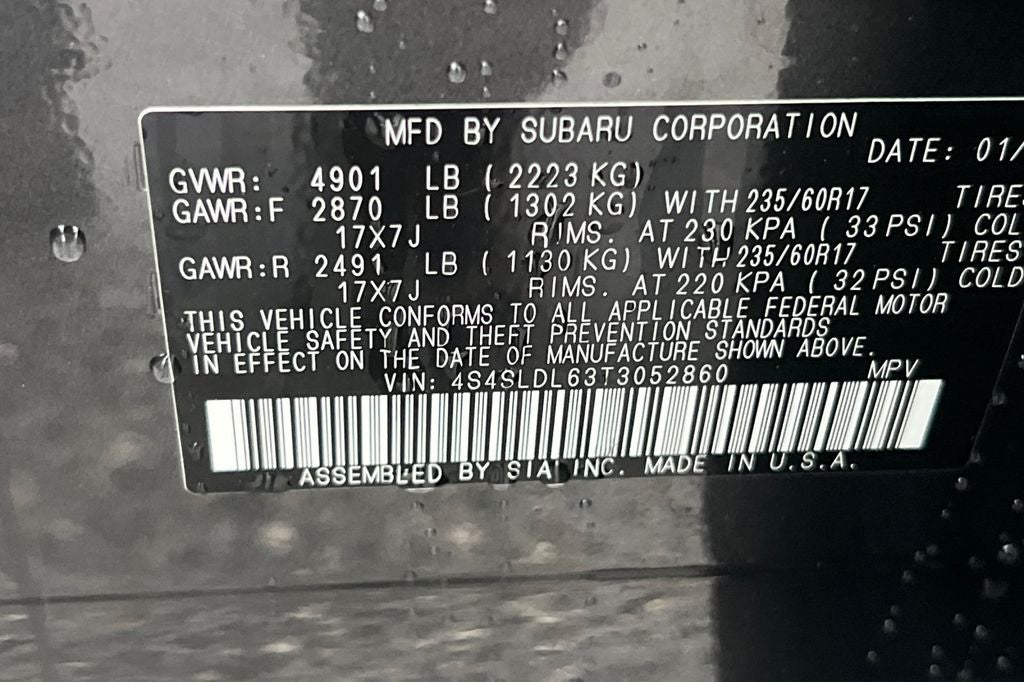 MFD BY SUBARU CORPORATION
DATE: 01/
GVWR: 4901 LB ( 2223 KG)
GAWR:F 2870 LB ( 1302 KG) WITH 235/60R17 TIRES
17X7J RIMS. AT 230 KPA ( 33 PSI) COL
GAWR:R 2491 LB ( 1130 KG) WITH 235/60R17 TIRES
17X7J RIMS. AT 220 KPA ( 32 PSI) COLD
THIS VEHICLE CONFORMS TO ALL APPLICABLE FEDERAL MOTOR
VEHICLE SAFETY AND THEFT PREVENTION STANDARDS
IN EFFECT ON THE DATE OF MANUFACTURE SHOWN ABOVE.
VIN: 4S4SLDL63T3052860 MPV
ASSEMBLED BY SIA INC. MADE IN U.S.A.